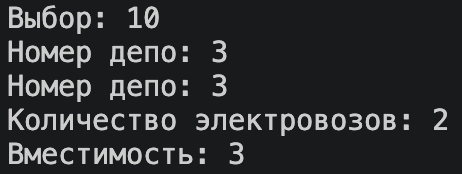 Выбор: 10
Номер депо: 3
Номер депо: 3
Количество электровозов: 2
Вместимость: 3